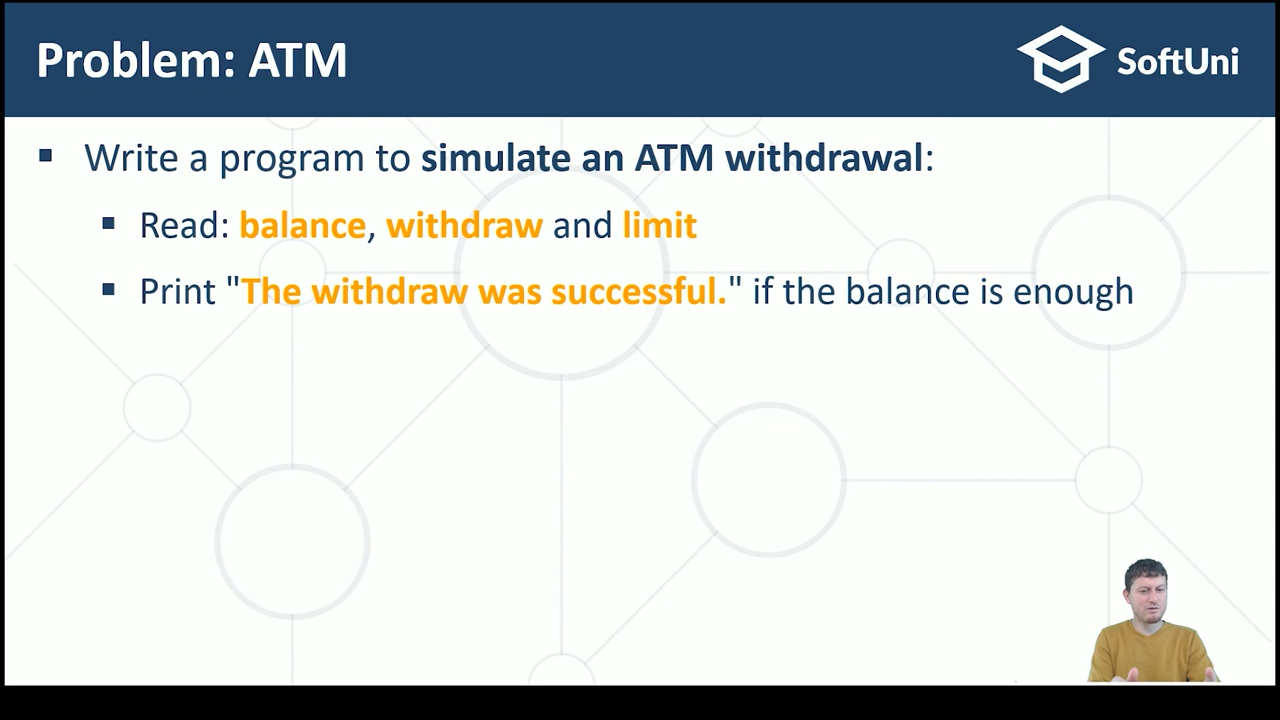 Problem: ATM
SoftUni
Write a program to simulate an ATM withdrawal:
Read: balance, withdraw and limit
Print "The withdraw was successful." if the balance is enough